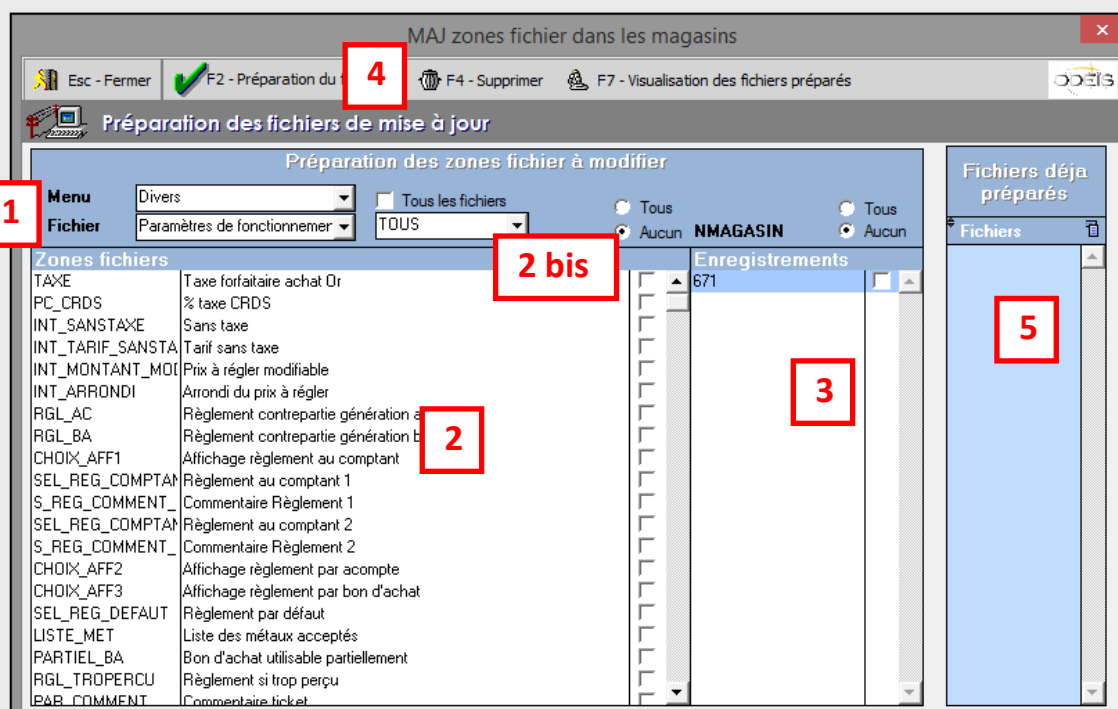 MAJ zones fichier dans les magasins
Esc - Fermer F2 - Préparation du f 4 F4 - Supprimer F7 - Visualisation des fichiers préparés
Préparation des fichiers de mise à jour
Préparation des zones fichier à modifier
Fichiers déja
préparés
1
Menu Divers Tous les fichiers Tous Tous
Fichier Paramètres de fonctionnemer TOUS Aucun NMAGASIN Aucun Fichiers
Zones fichiers 2 bis Enregistrements
TAXE Taxe forfaitaire achat Or 671
PC_CRDS % taxe CRDS
INT_SANSTAXE Sans taxe 5
INT_TARIF_SANSTA Tarif sans taxe
INT_MONTANT_MO Prix à régler modifiable
INT_ARRONDI Arrondi du prix à régler 3
RGL_AC Règlement contrepartie génération a
RGL_BA Règlement contrepartie génération b 2
CHOIX_AFF1 Affichage règlement au comptant
SEL_REG_COMPTAN Règlement au comptant 1
S_REG_COMMENT_ Commentaire Règlement 1
SEL_REG_COMPTAN Règlement au comptant 2
S_REG_COMMENT_ Commentaire Règlement 2
CHOIX_AFF2 Affichage règlement par acompte
CHOIX_AFF3 Affichage règlement par bon d'achat
SEL_REG_DEFAUT Règlement par défaut
LISTE_MET Liste des métaux acceptés
PARTIEL_BA Bon d'achat utilisable partiellement
RGL_TROPERCU Règlement si trop perçu
PAR_COMMENT Commentaire ticket